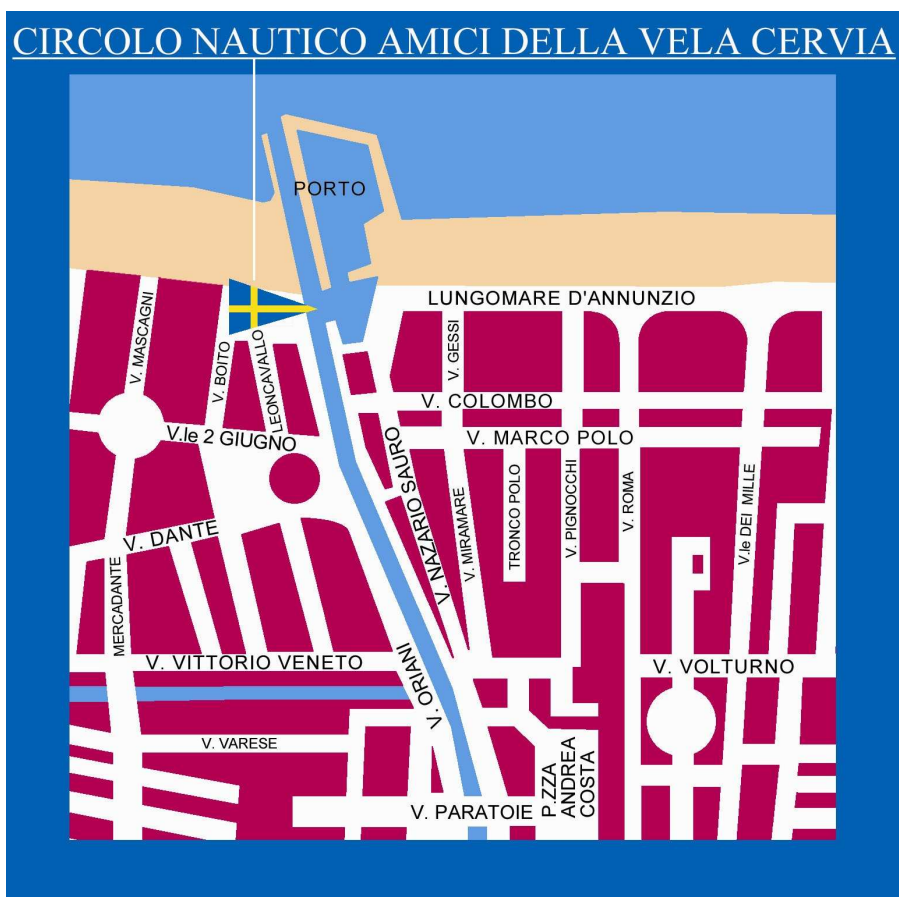 CIRCOLO NAUTICO AMICI DELLA VELA CERVIA
PORTO
LUNGOMARE D'ANNUNZIO
V. MASCAGNI
V. BOITO
LEONCAVALLO
V. GESSI
V. COLOMBO
V.le 2 GIUGNO
V. MARCO POLO
V. NAZARIO SAURO
V. MIRAMARE
TRONCO POLO
V. PIGNOCCHI
V. ROMA
V.le DEI MILLE
V. DANTE
MERCADANTE
V. VITTORIO VENETO
V. ORIANI
V. VOLTURNO
V. VARESE
P.ZZA
ANDREA
COSTA
V. PARATOIE